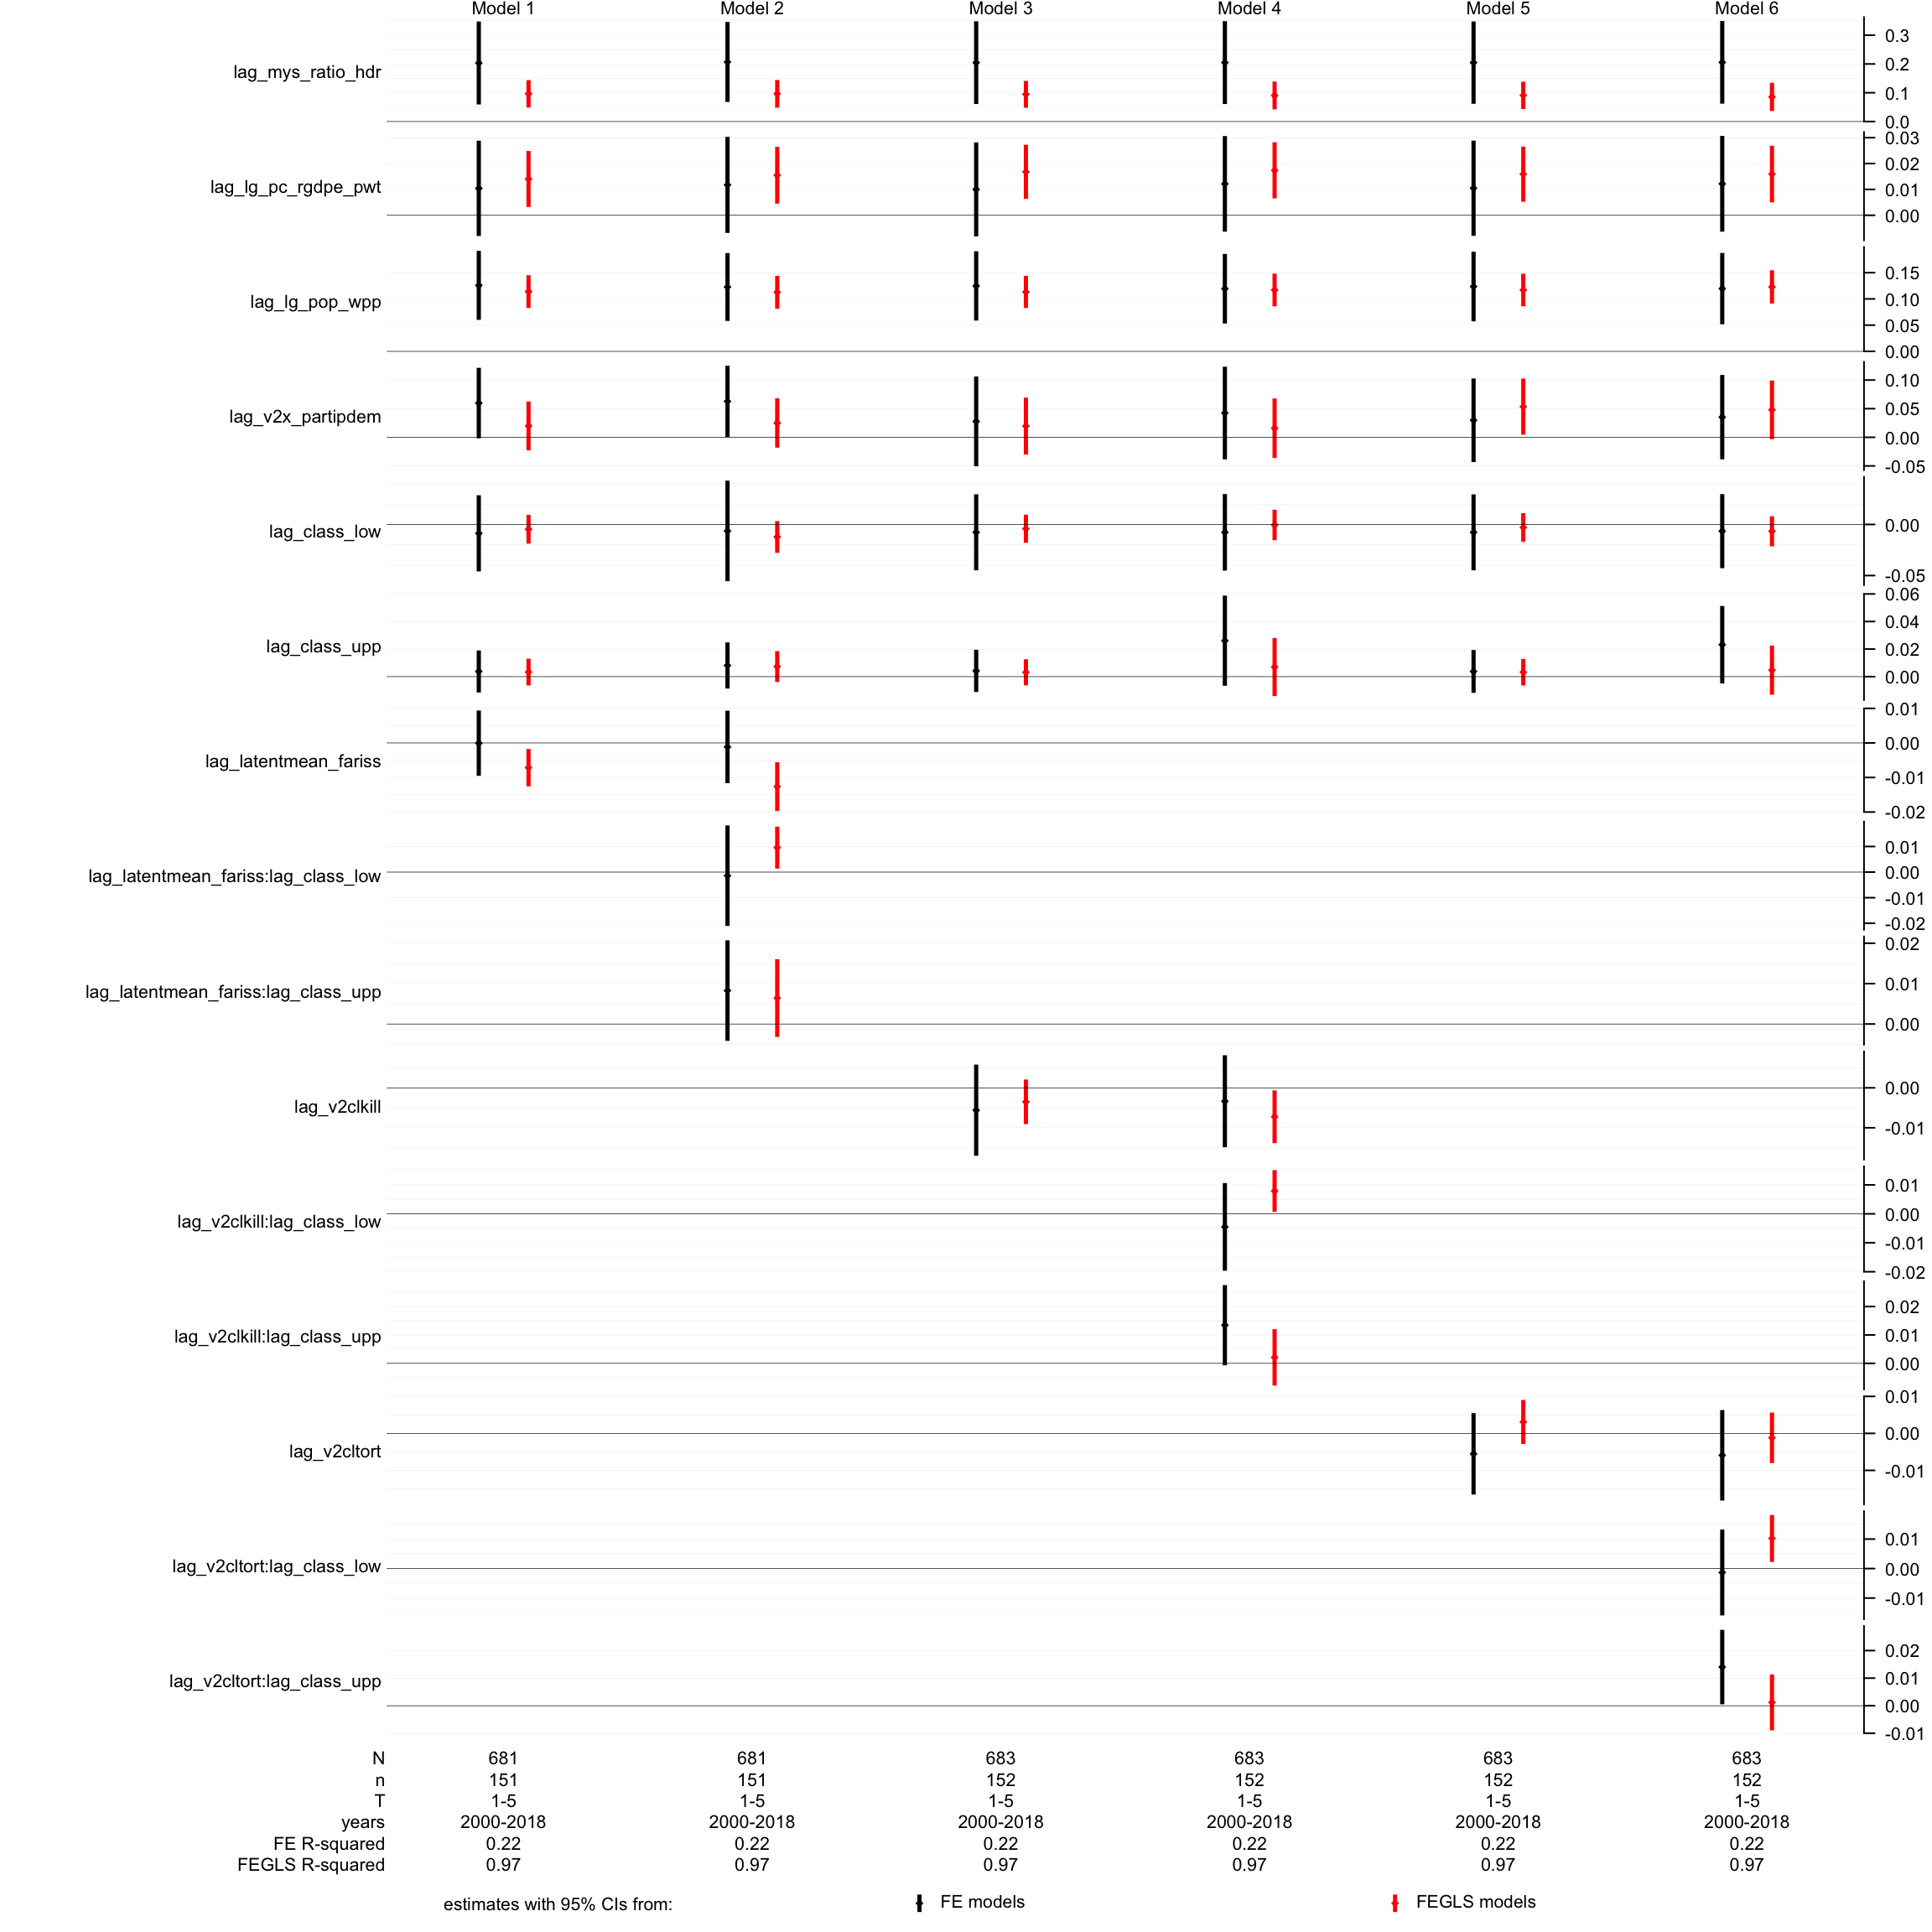 Model 1 Model 2 Model 3 Model 4 Model 5 Model 6
lag_mys_ratio_hdr
0.3
0.2
0.1
0.0
lag_lg_pc_rgdpe_pwt
0.03
0.02
0.01
0.00
lag_lg_pop_wpp
0.15
0.10
0.05
0.00
lag_v2x_partipdem
0.10
0.05
0.00
-0.05
lag_class_low
0.00
-0.05
lag_class_upp
0.06
0.04
0.02
0.00
lag_latentmean_fariss
0.01
0.00
-0.01
-0.02
lag_latentmean_fariss:lag_class_low
0.01
0.00
-0.01
-0.02
lag_latentmean_fariss:lag_class_upp
0.02
0.01
0.00
lag_v2clkill
0.00
-0.01
lag_v2clkill:lag_class_low
0.01
0.00
-0.01
-0.02
lag_v2clkill:lag_class_upp
0.02
0.01
0.00
lag_v2cltort
0.01
0.00
-0.01
lag_v2cltort:lag_class_low
0.01
0.00
-0.01
lag_v2cltort:lag_class_upp
0.02
0.01
0.00
-0.01
N 681 681 683 683 683 683
n 151 151 152 152 152 152
T 1-5 1-5 1-5 1-5 1-5 1-5
years 2000-2018 2000-2018 2000-2018 2000-2018 2000-2018 2000-2018
FE R-squared 0.22 0.22 0.22 0.22 0.22 0.22
FEGLS R-squared 0.97 0.97 0.97 0.97 0.97 0.97
estimates with 95% CIs from: FE models FEGLS models